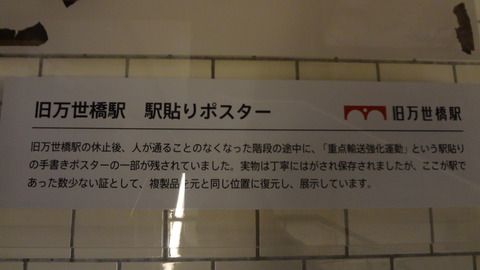 旧万世橋駅　駅貼りポスター
旧万世橋駅
旧万世橋駅の休止後、人が通ることのなくなった階段の途中に、「重点輸送強化運動」という駅貼り
の手書きポスターの一部が残されていました。実物は丁寧にはがされ保存されましたが、ここが駅で
あった数少ない証として、複製品を元と同じ位置に復元し、展示しています。